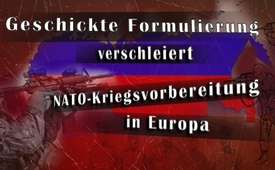 Geschickte Formulierung
verschleiert
NATO-Kriegsvorbereitung
in Europa